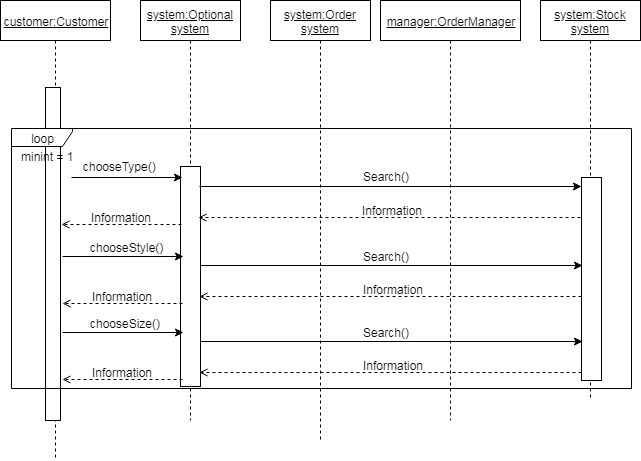 customer:Customer
system:Optional
system
system:Order
system
manager:OrderManager
system:Stock
system
loop
minint = 1
chooseType()
Search()
Information
Information
chooseStyle()
Search()
Information
Information
chooseSize()
Search()
Information
Information